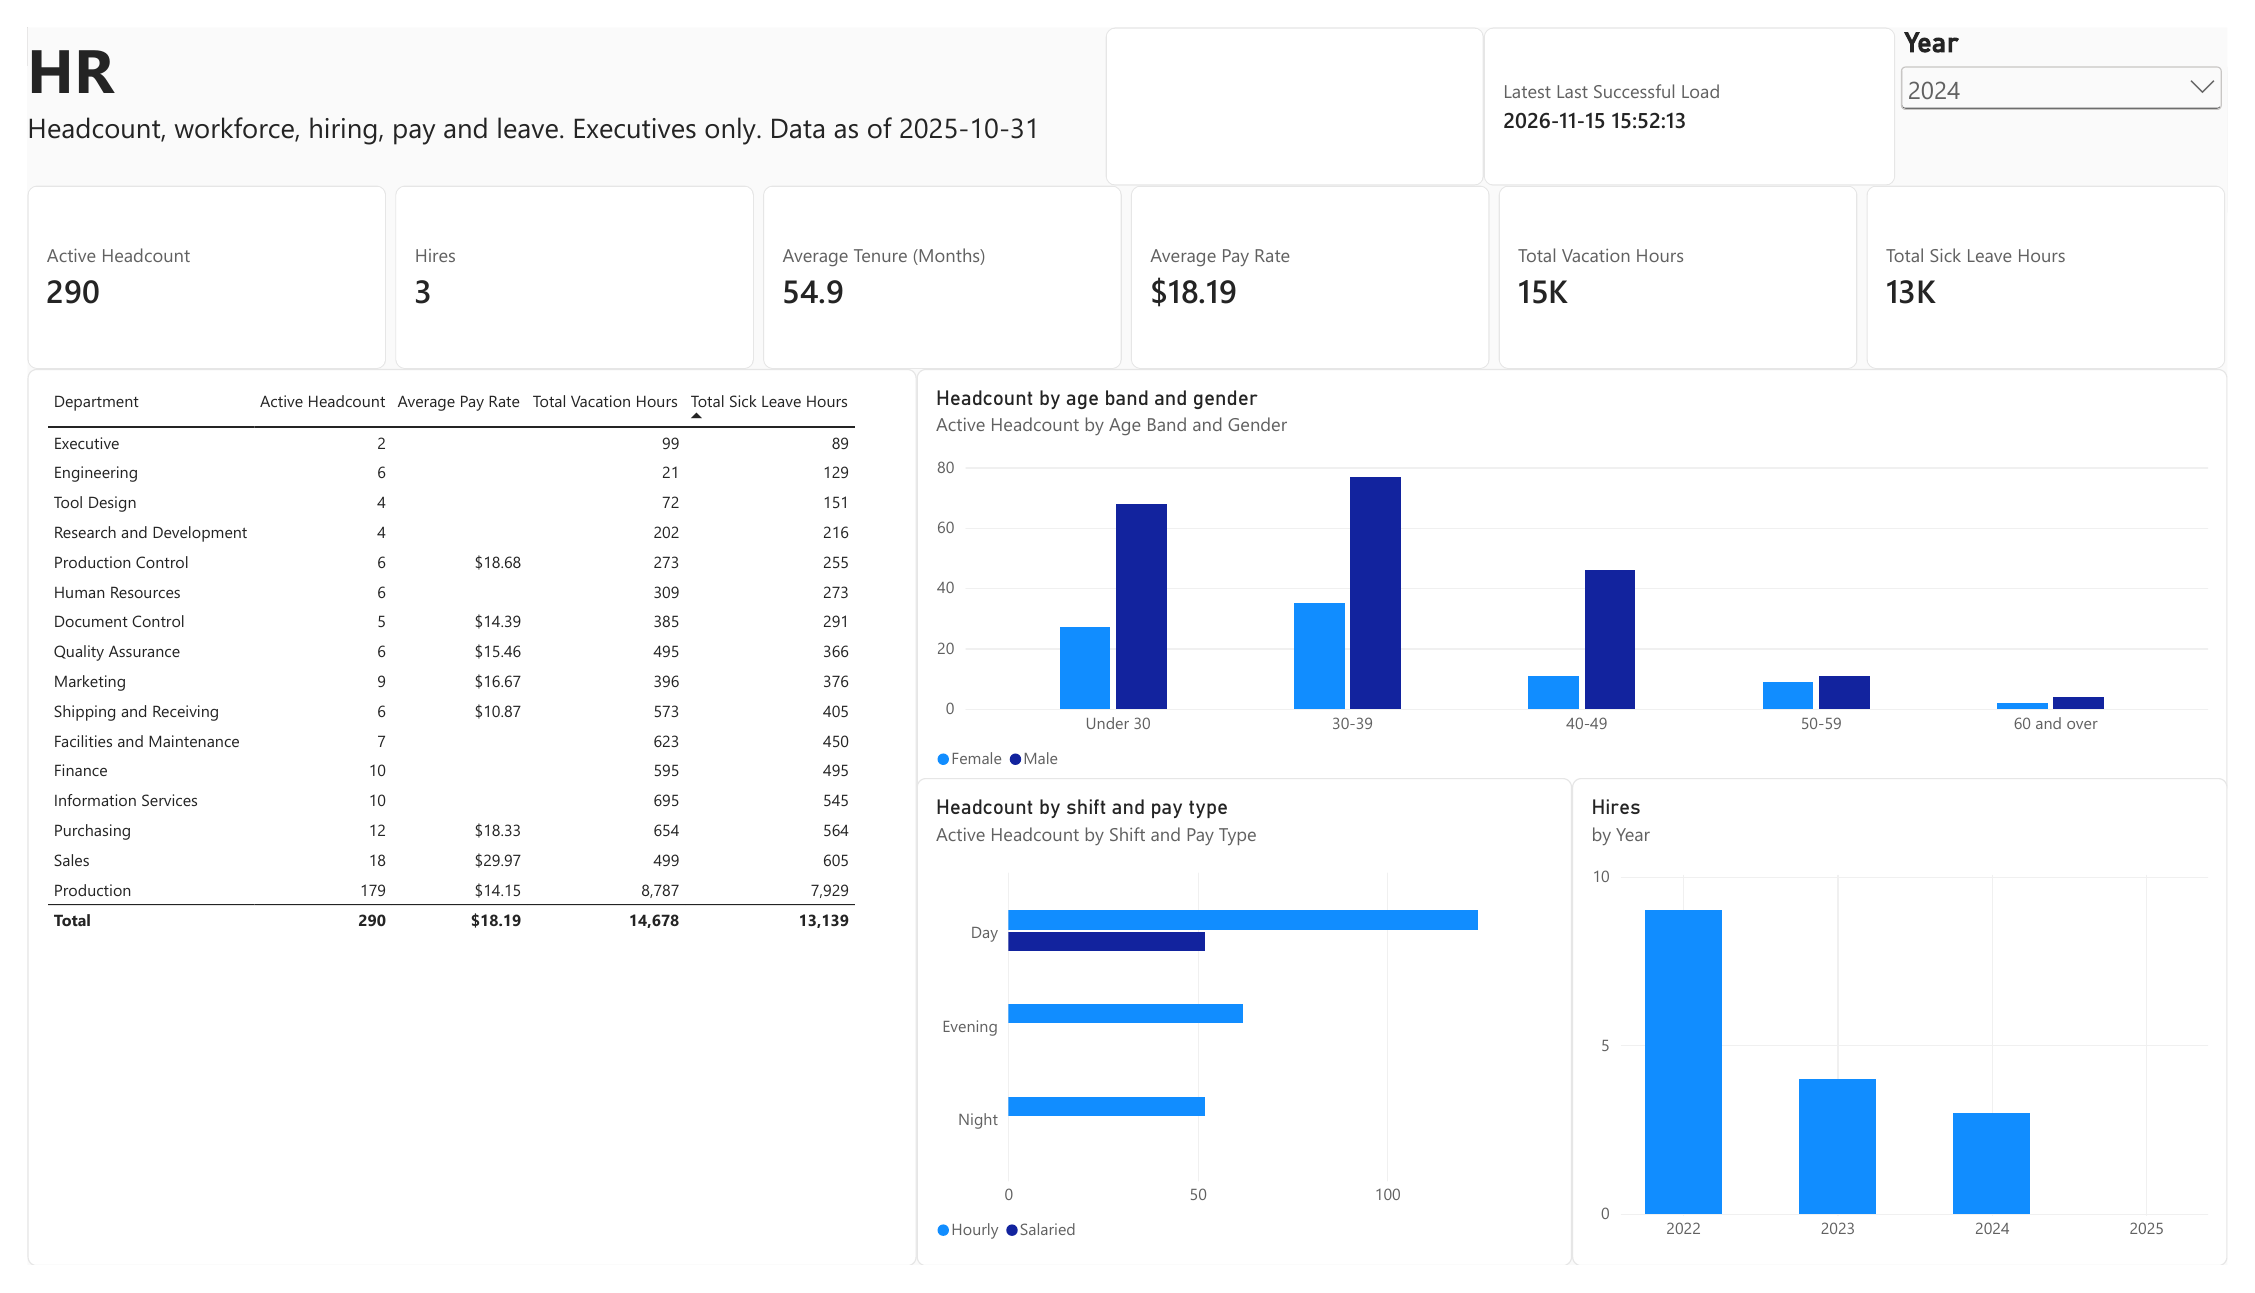 HR
Headcount, workforce, hiring, pay and leave. Executives only. Data as of 2025-10-31
Latest Last Successful Load
2026-11-15 15:52:13
Year
2024
Active Headcount
290
Hires
3
Average Tenure (Months)
54.9
Average Pay Rate
$18.19
Total Vacation Hours
15K
Total Sick Leave Hours
13K
Department Active Headcount Average Pay Rate Total Vacation Hours Total Sick Leave Hours
Executive 2 99 89
Engineering 6 21 129
Tool Design 4 72 151
Research and Development 4 202 216
Production Control 6 $18.68 273 255
Human Resources 6 309 273
Document Control 5 $14.39 385 291
Quality Assurance 6 $15.46 495 366
Marketing 9 $16.67 396 376
Shipping and Receiving 6 $10.87 573 405
Facilities and Maintenance 7 623 450
Finance 10 595 495
Information Services 10 695 545
Purchasing 12 $18.33 654 564
Sales 18 $29.97 499 605
Production 179 $14.15 8,787 7,929
Total 290 $18.19 14,678 13,139
Headcount by age band and gender
Active Headcount by Age Band and Gender
80
60
40
20
0
Under 30 30-39 40-49 50-59 60 and over
Female Male
Headcount by shift and pay type
Active Headcount by Shift and Pay Type
Day
Evening
Night
0 50 100
Hourly Salaried
Hires
by Year
10
5
0
2022 2023 2024 2025